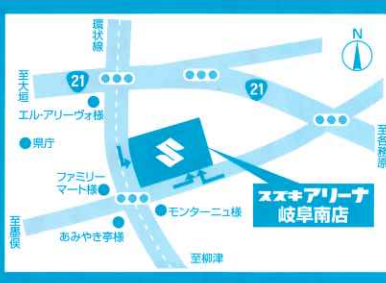 環状線
N
至大垣
21
21
エル・アリーヴォ様
県庁
至各務原
ファミリー
マート様
スズキアリーナ
岐阜南店
至墨俣
モンターニュ様
あみやき亭様
至柳津